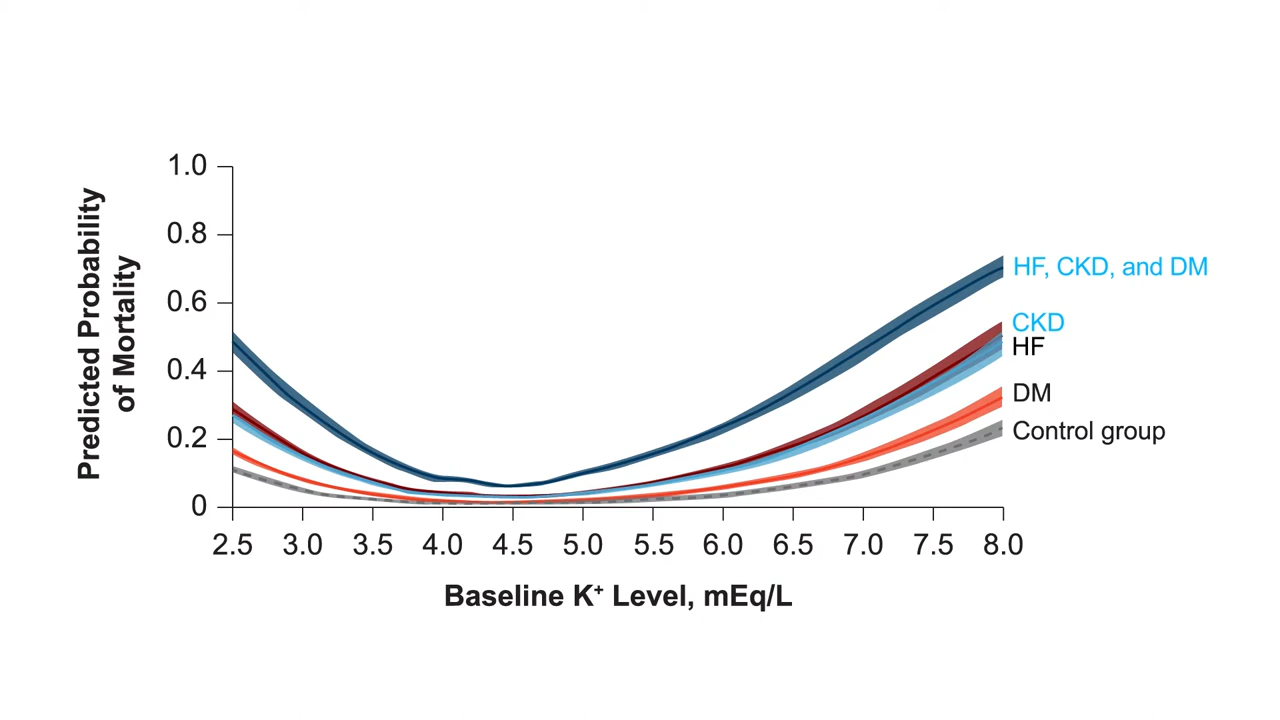 Predicted Probability
of Mortality
1.0
0.8
0.6
0.4
0.2
0
HF, CKD, and DM
CKD
HF
DM
Control group
2.5 3.0 3.5 4.0 4.5 5.0 5.5 6.0 6.5 7.0 7.5 8.0
Baseline K⁺ Level, mEq/L